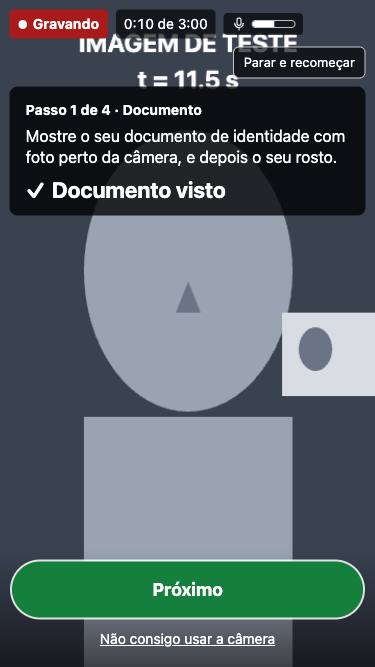 Gravando
0:10 de 3:00
IMAGEM DE TESTE
Parar e recomeçar
t = 11.5 s
Passo 1 de 4 · Documento
Mostre o seu documento de identidade com
foto perto da câmera, e depois o seu rosto.
✓ Documento visto
Próximo
Não consigo usar a câmera